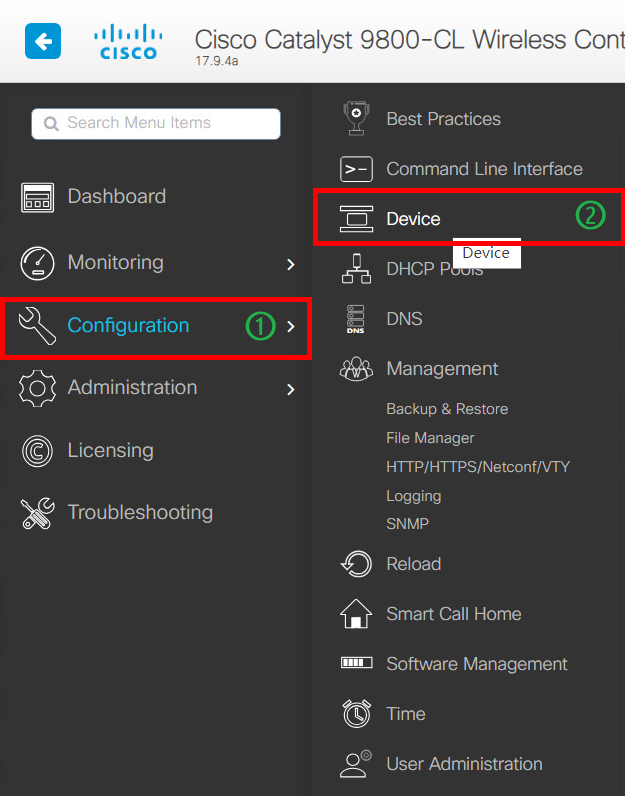 CISCO
Cisco Catalyst 9800-CL Wireless Cont
17.9.4a
Search Menu Items
Dashboard
Monitoring
Configuration
1
Administration
Licensing
Troubleshooting
Best Practices
Command Line Interface
Device
2
Device
DHCP Pools
DNS
DNS
Management
Backup & Restore
File Manager
HTTP/HTTPS/Netconf/VTY
Logging
SNMP
Reload
Smart Call Home
Software Management
Time
User Administration